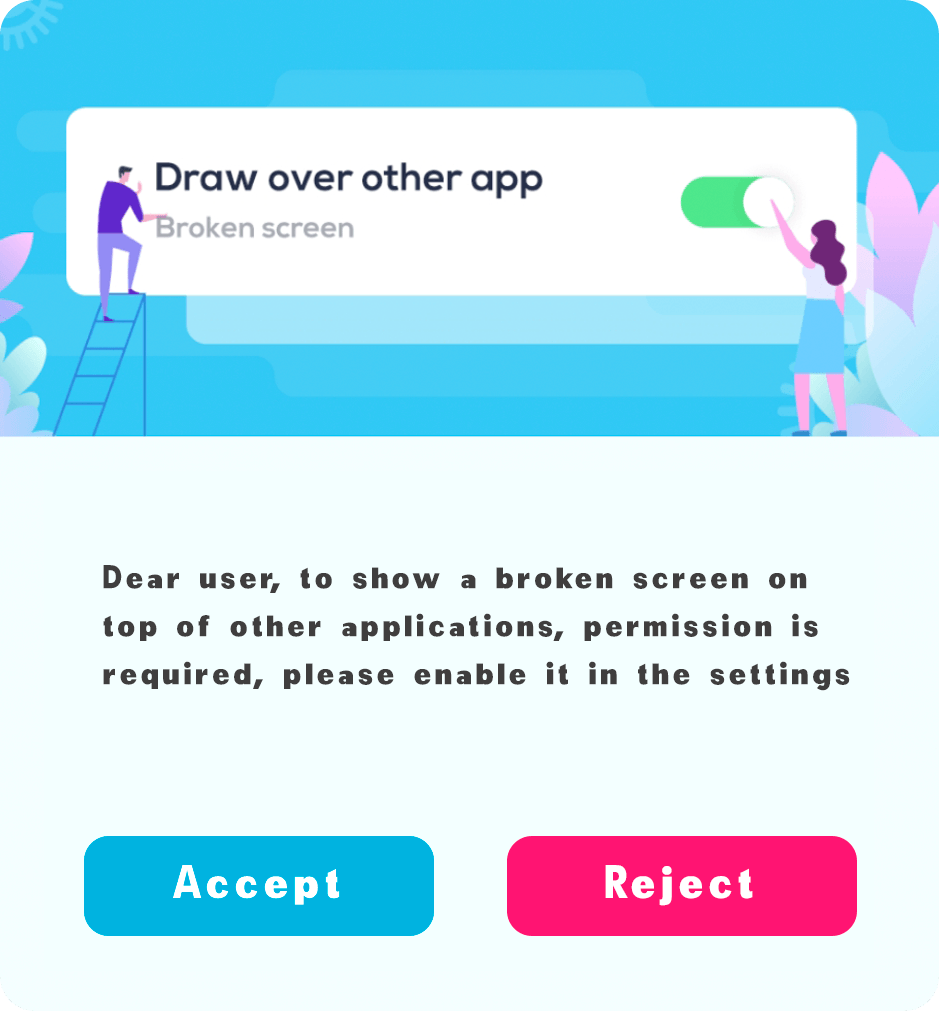 Draw over other app
Broken screen
Dear user, to show a broken screen on
top of other applications, permission is
required, please enable it in the settings
Accept
Reject